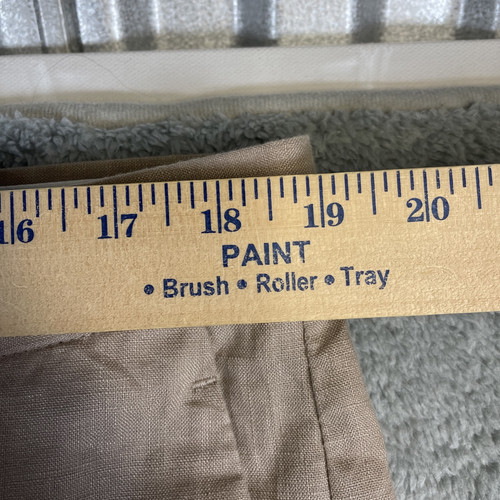 16 17 18 19 20
PAINT
• Brush • Roller • Tray